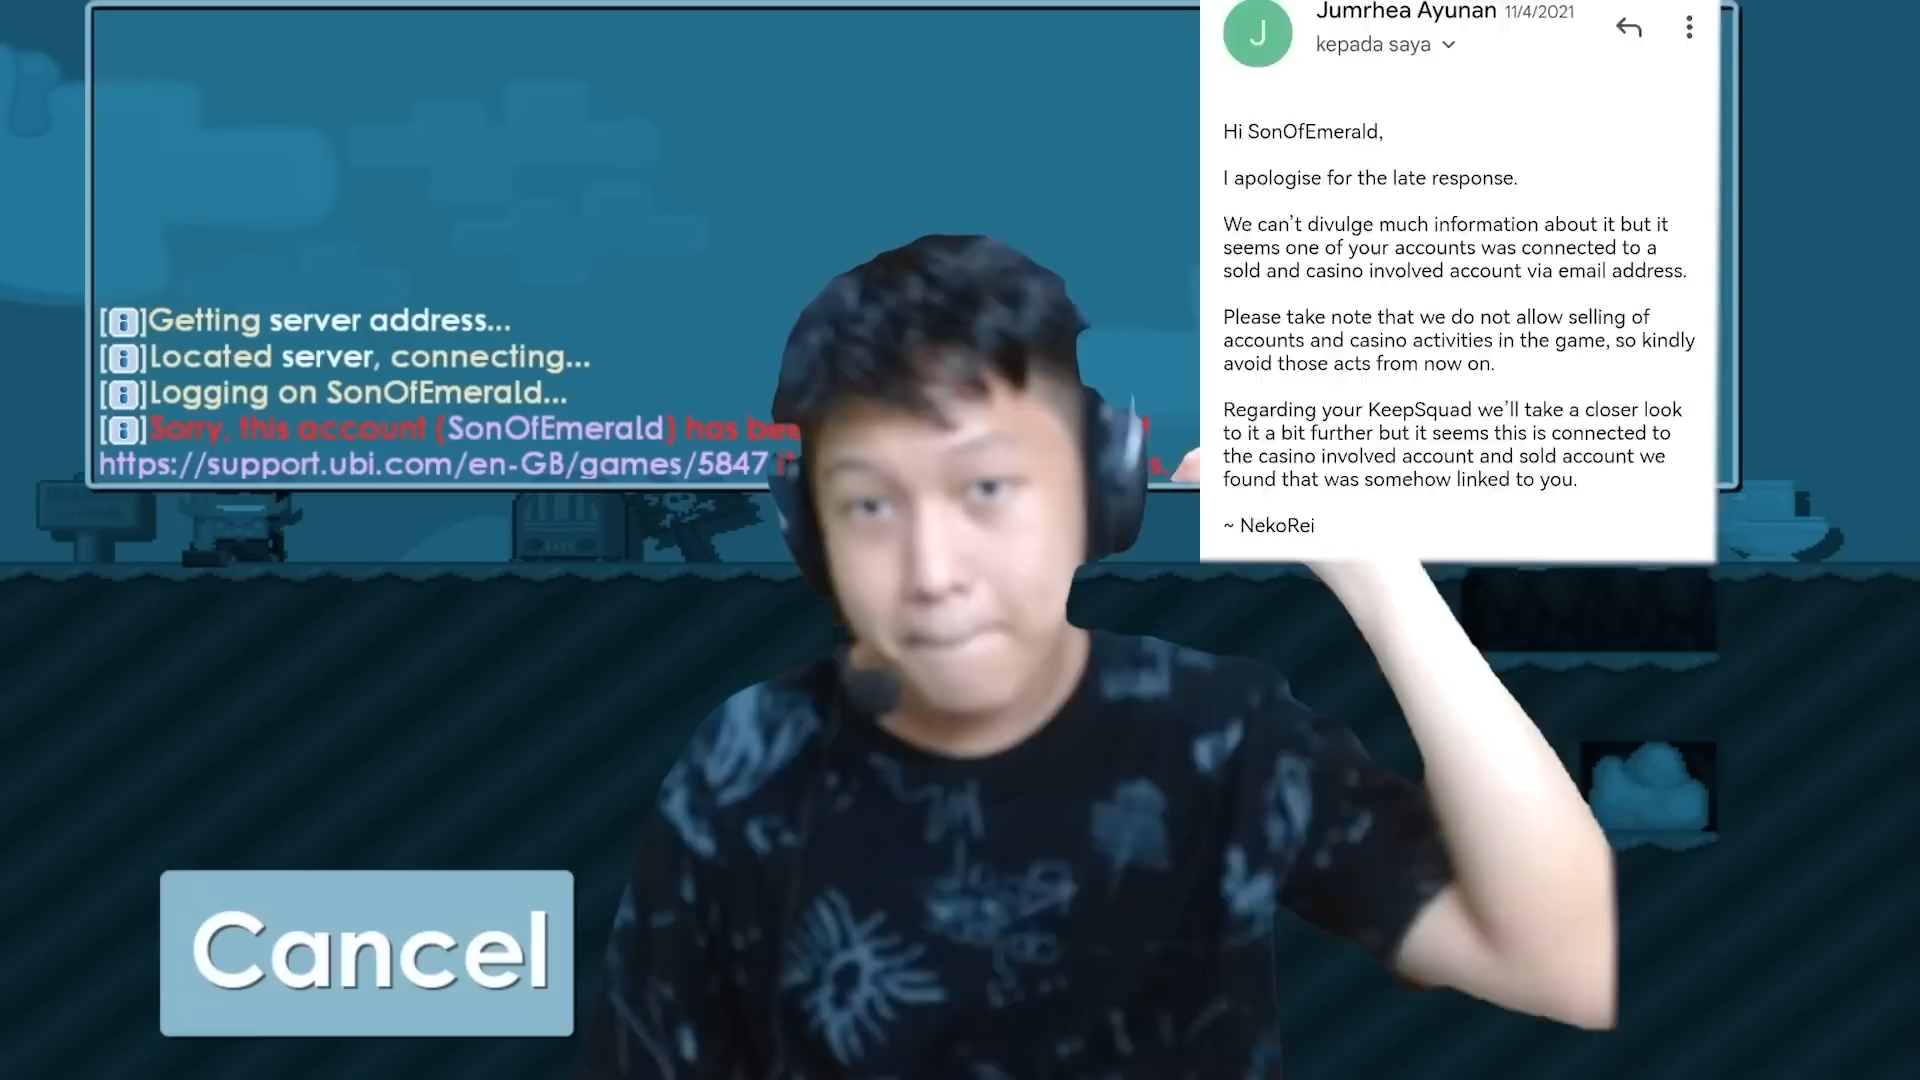 Jumrhea Ayunan 11/4/2021
J
kepada saya
Hi SonOfEmerald,
I apologise for the late response.
We can’t divulge much information about it but it
seems one of your accounts was connected to a
sold and casino involved account via email address.
Please take note that we do not allow selling of
accounts and casino activities in the game, so kindly
avoid those acts from now on.
Regarding your KeepSquad we’ll take a closer look
to it a bit further but it seems this is connected to
the casino involved account and sold account we
found that was somehow linked to you.
~ NekoRei
[i]Getting server address...
[i]Located server, connecting...
[i]Logging on SonOfEmerald...
[i]Sorry, this account (SonOfEmerald) has
https://support.ubi.com/en-GB/games/5847
Cancel